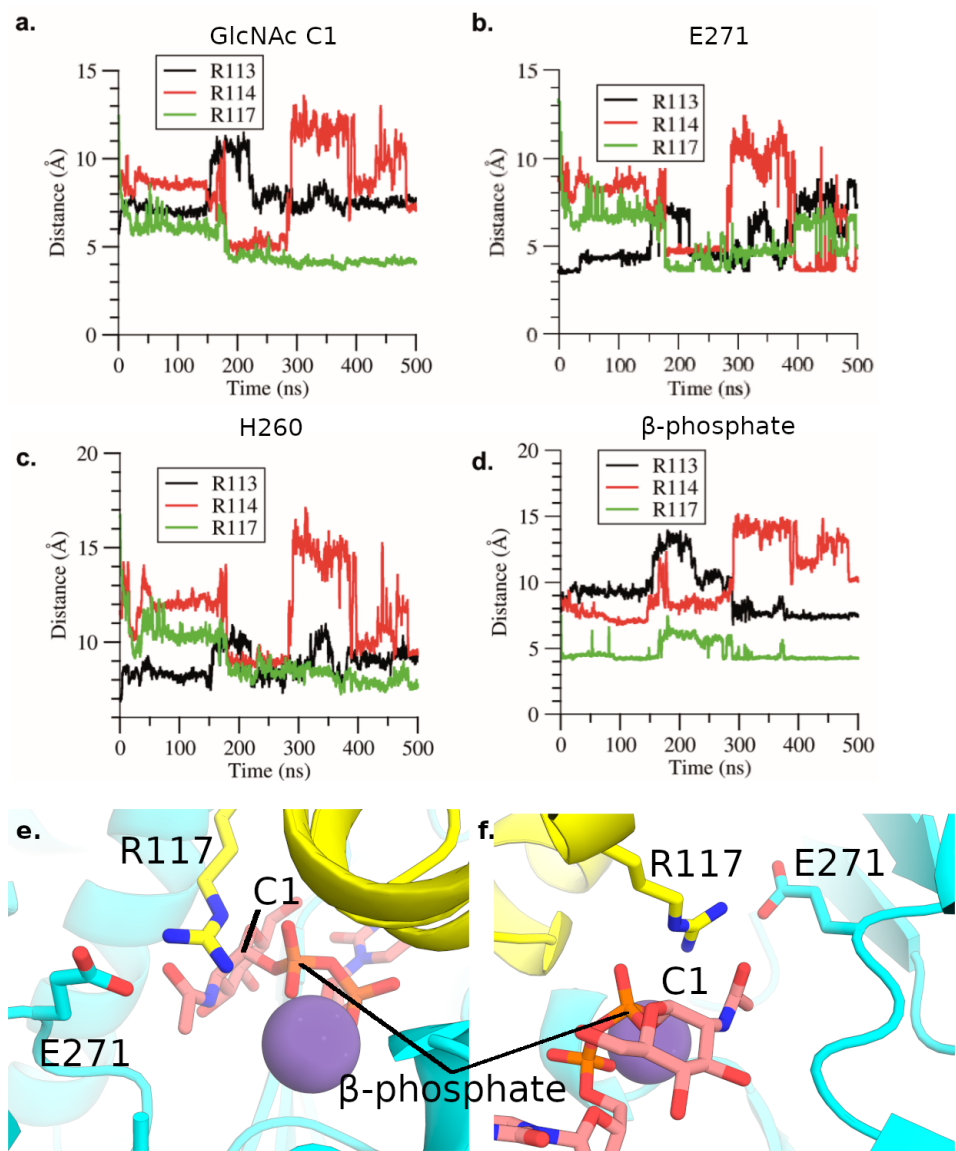 a.
GlcNAc C1
R113
R114
R117
15
10
5
0
Distance (Å)
0 100 200 300 400 500
Time (ns)
b.
E271
R113
R114
R117
15
10
5
0
Distance (Å)
0 100 200 300 400 500
Time (ns)
c.
H260
R113
R114
R117
20
15
10
Distance (Å)
0 100 200 300 400 500
Time (ns)
d.
β-phosphate
R113
R114
R117
20
15
10
5
0
Distance (Å)
0 100 200 300 400 500
Time (ns)
e.
R117
C1
E271
β-phosphate
f.
R117
E271
C1